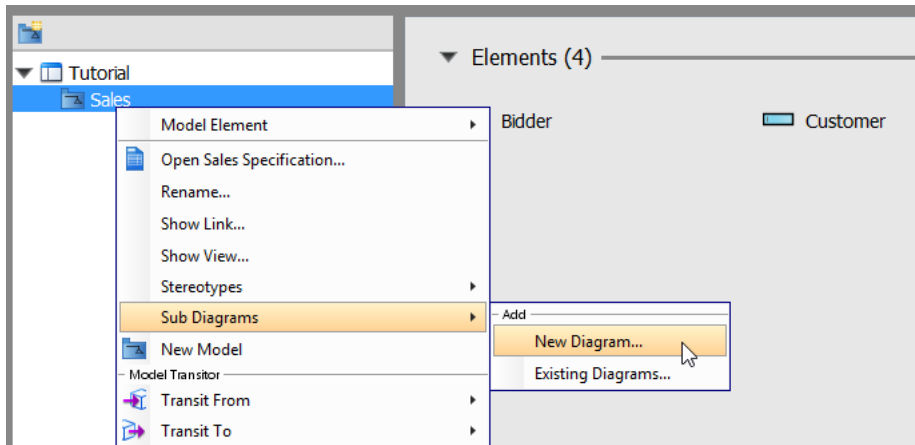 Elements (4)
Tutorial
Sales
Bidder
Customer
Model Element
Open Sales Specification...
Rename...
Show Link...
Show View...
Stereotypes
Sub Diagrams
Add
New Diagram...
Existing Diagrams...
New Model
Model Transitor
Transit From
Transit To